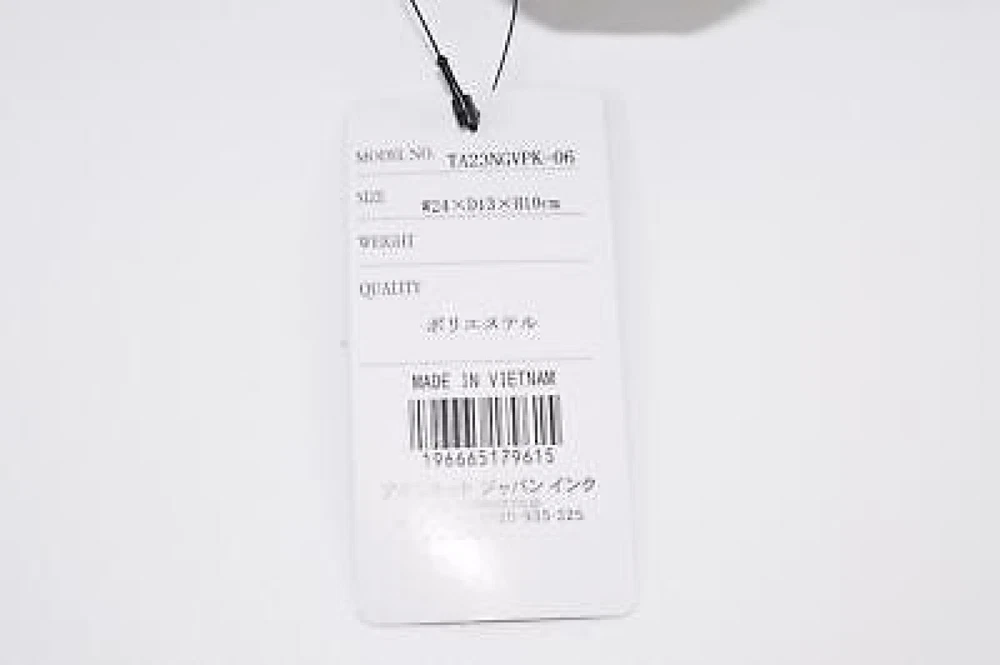 MODEL NO. TA23NGVPK-06
SIZE W24×D13×H10cm
WEIGHT
QUALITY
ポリエステル
MADE IN VIETNAM
196665179615
ジャパン インク